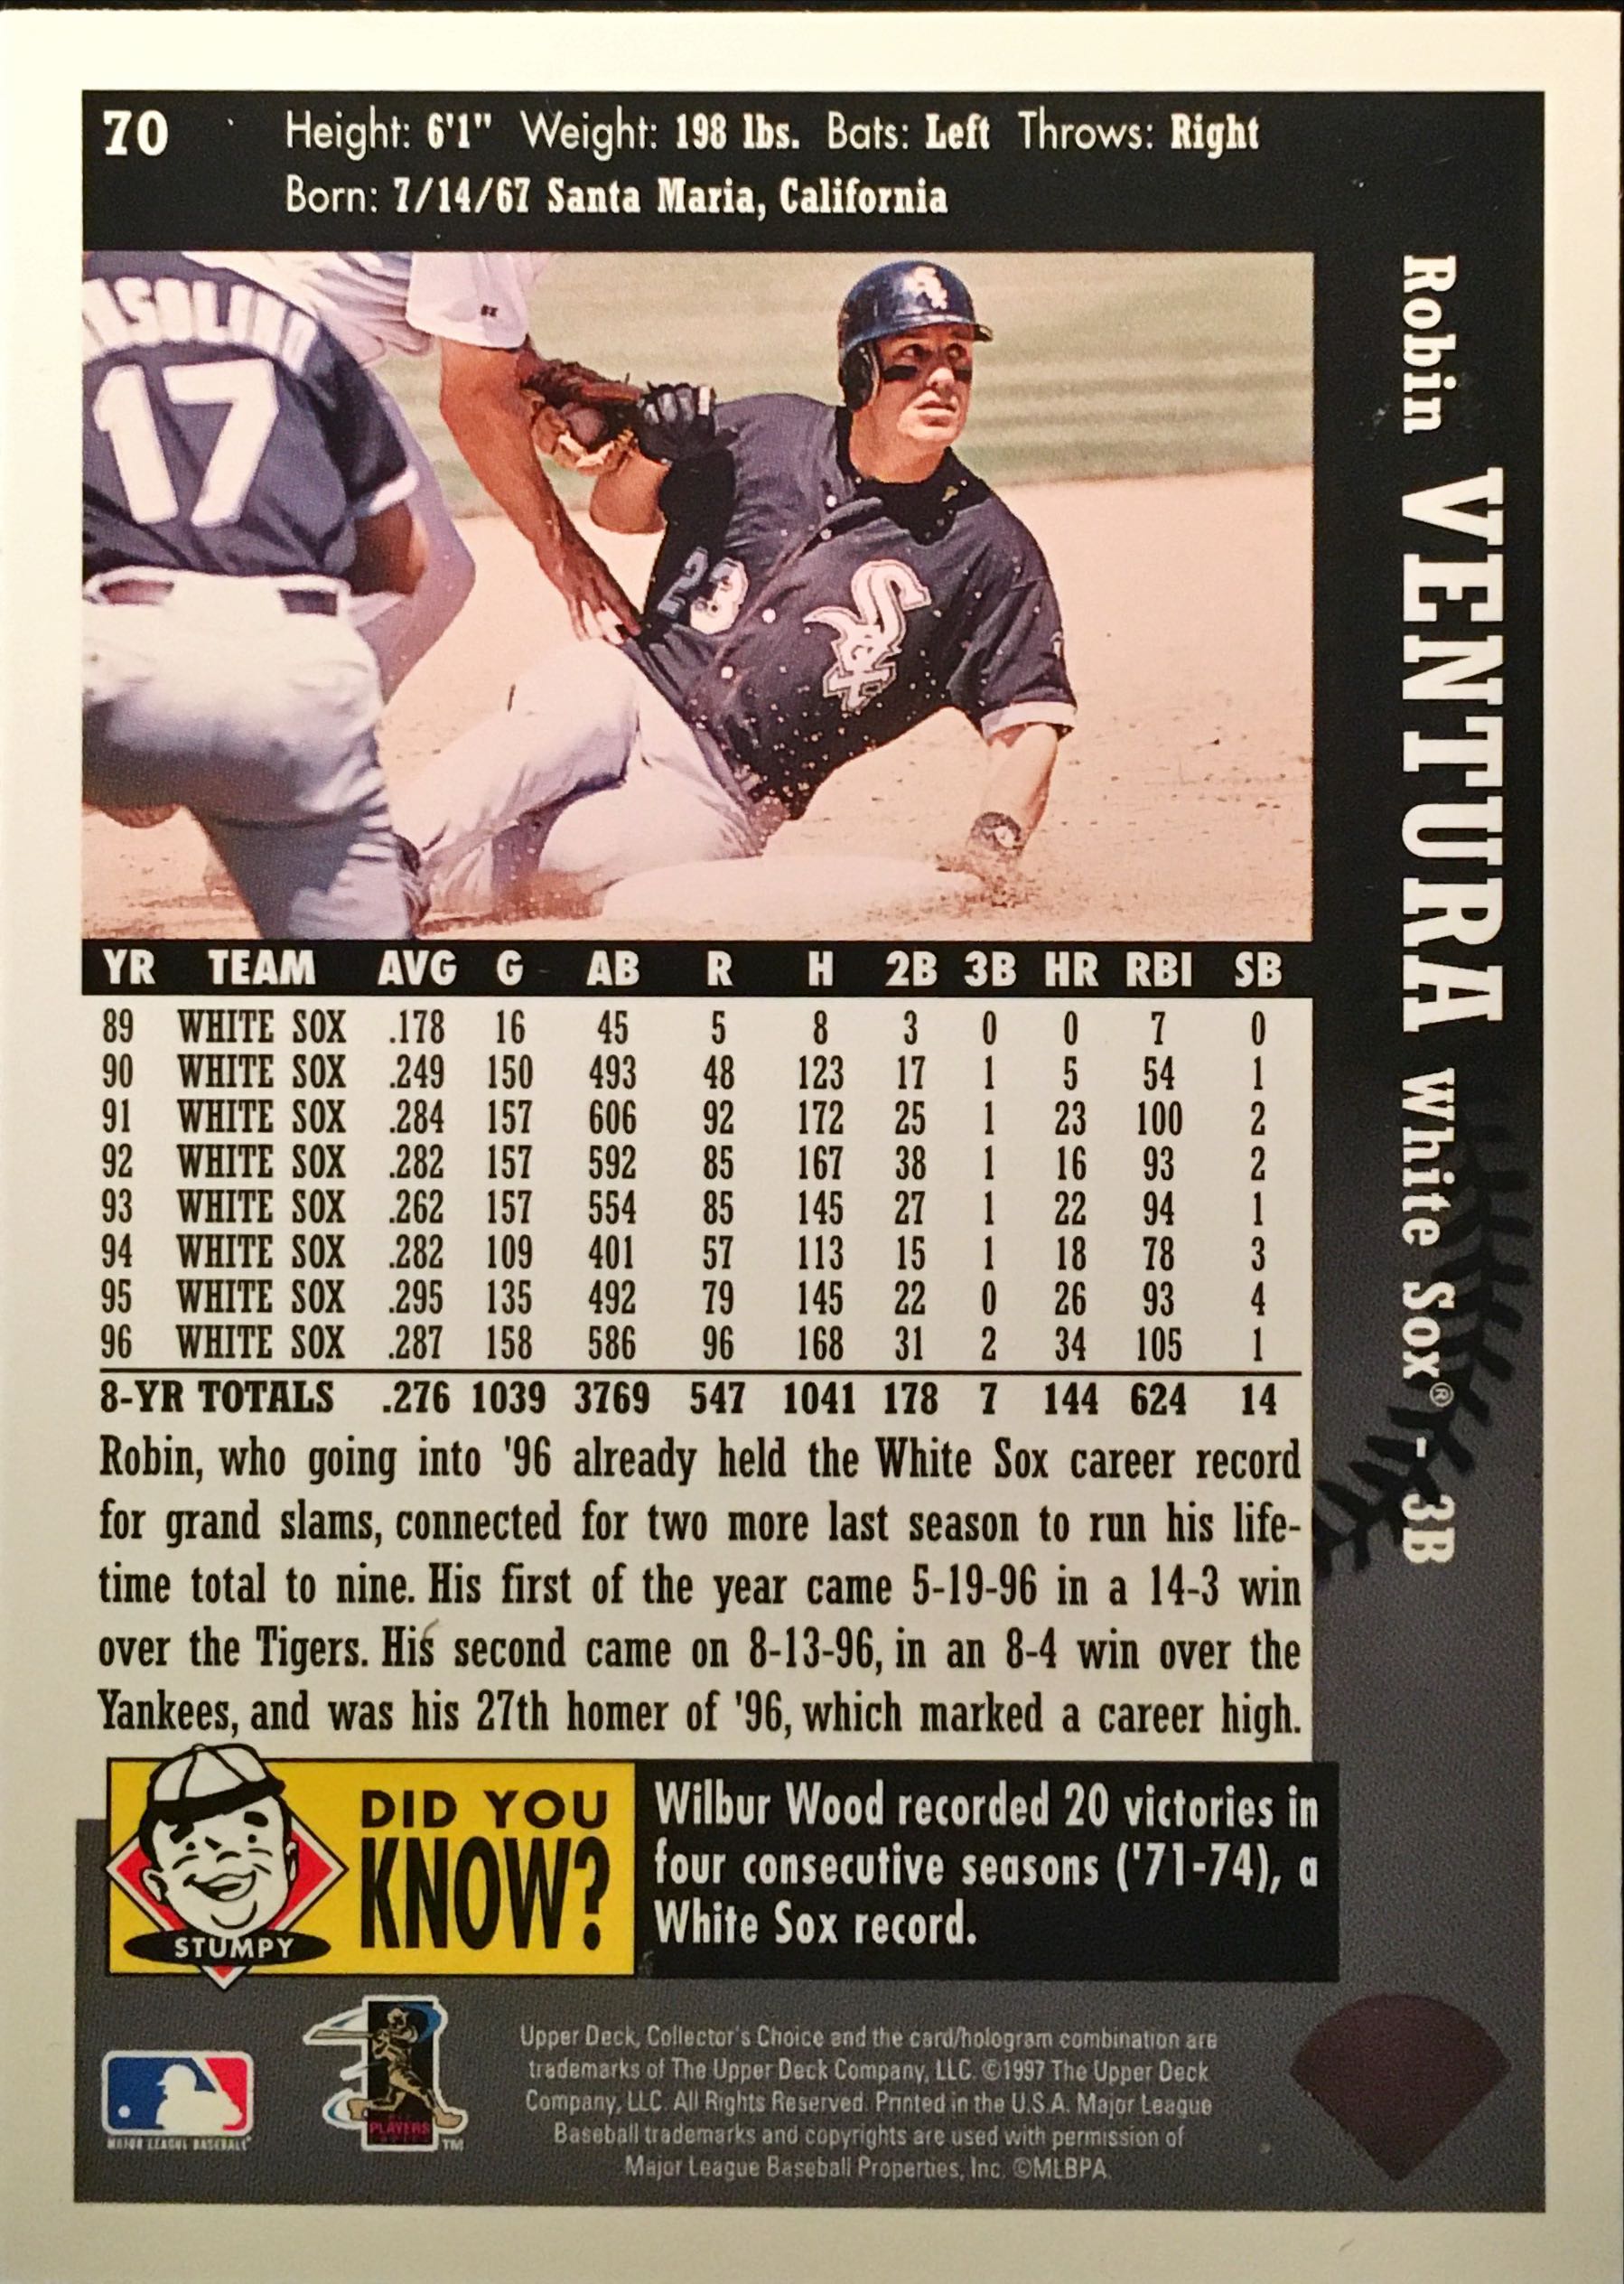 70
Height: 6'1" Weight: 198 lbs. Bats: Left Throws: Right
Born: 7/14/67 Santa Maria, California
Robin VENTURA White Sox® - 3B
17
23
Sox
YR TEAM AVG G AB R H 2B 3B HR RBI SB
89 WHITE SOX .178 16 45 5 8 3 0 0 7 0
90 WHITE SOX .249 150 493 48 123 17 1 5 54 1
91 WHITE SOX .284 157 606 92 172 25 1 23 100 2
92 WHITE SOX .282 157 592 85 167 38 1 16 93 2
93 WHITE SOX .262 157 554 85 145 27 1 22 94 1
94 WHITE SOX .282 109 401 57 113 15 1 18 78 3
95 WHITE SOX .295 135 492 79 145 22 0 26 93 4
96 WHITE SOX .287 158 586 96 168 31 2 34 105 1
8-YR TOTALS .276 1039 3769 547 1041 178 7 144 624 14
Robin, who going into '96 already held the White Sox career record
for grand slams, connected for two more last season to run his life-
time total to nine. His first of the year came 5-19-96 in a 14-3 win
over the Tigers. His second came on 8-13-96, in an 8-4 win over the
Yankees, and was his 27th homer of '96, which marked a career high.
STUMPY
DID YOU
KNOW?
Wilbur Wood recorded 20 victories in
four consecutive seasons ('71-74), a
White Sox record.
MAJOR LEAGUE BASEBALL
PLAYERS
TM
Upper Deck, Collector's Choice and the card/hologram combination are
trademarks of The Upper Deck Company, LLC. ©1997 The Upper Deck
Company, LLC. All Rights Reserved. Printed in the U.S.A. Major League
Baseball trademarks and copyrights are used with permission of
Major League Baseball Properties, Inc. ©MLBPA